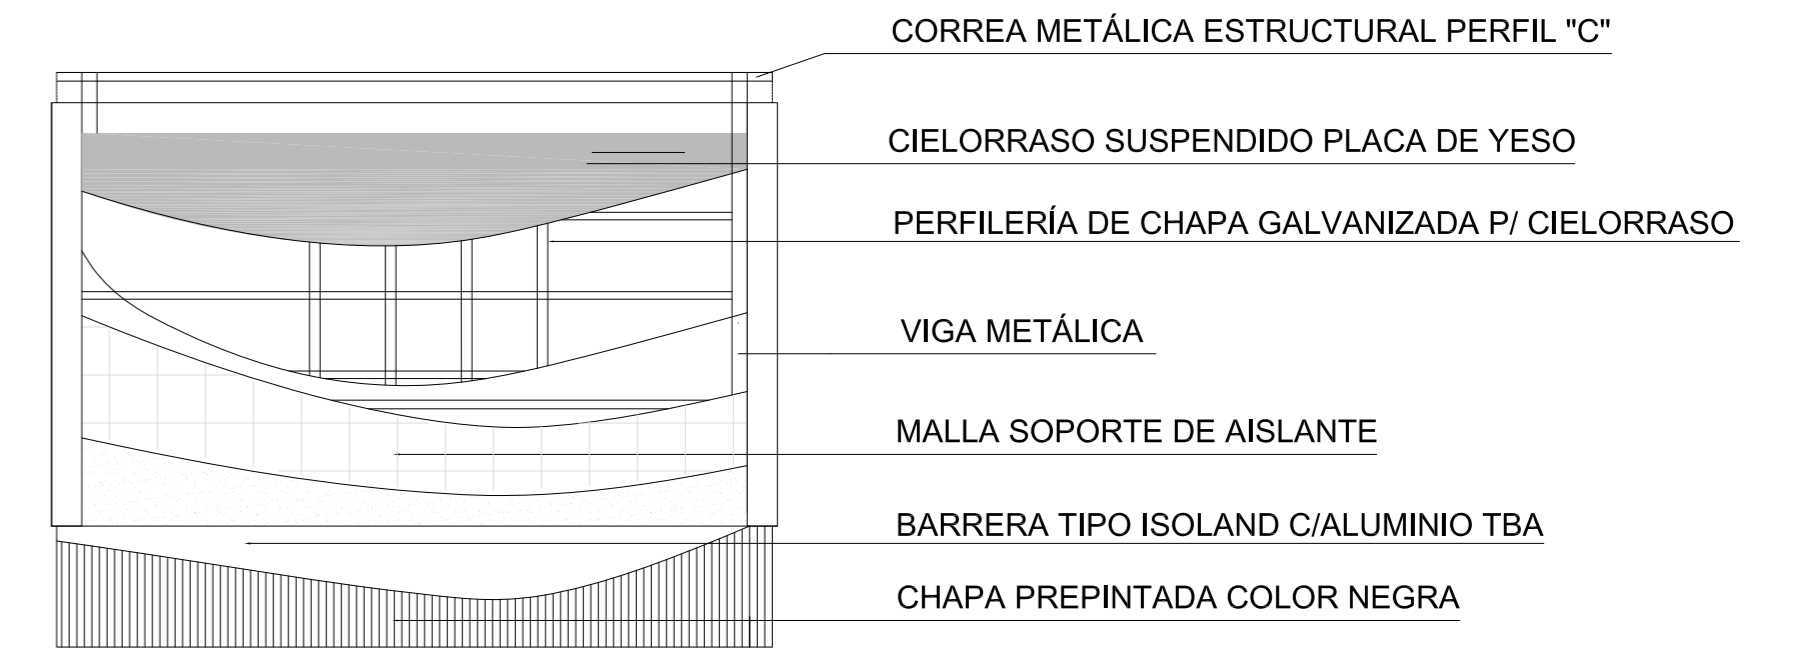 CORREA METÁLICA ESTRUCTURAL PERFIL "C"
CIELORRASO SUSPENDIDO PLACA DE YESO
PERFILERÍA DE CHAPA GALVANIZADA P/ CIELORRASO
VIGA METÁLICA
MALLA SOPORTE DE AISLANTE
BARRERA TIPO ISOLAND C/ALUMINIO TBA
CHAPA PREPINTADA COLOR NEGRA